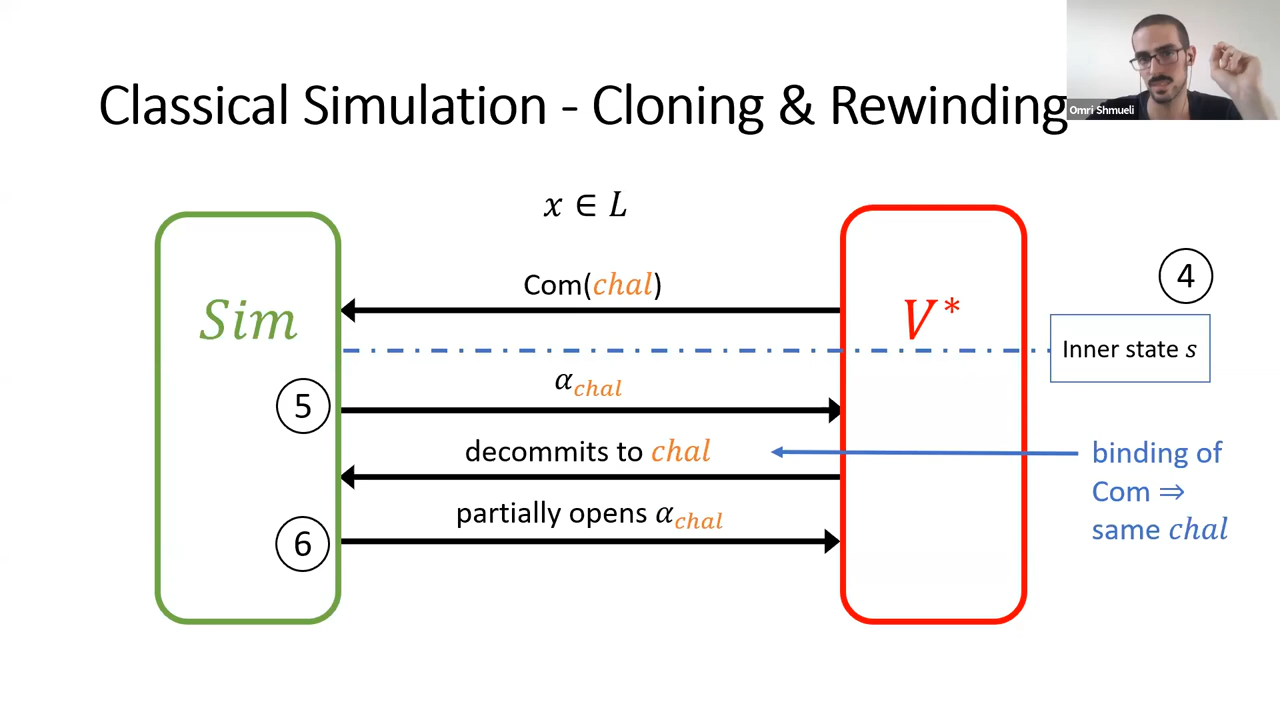 Classical Simulation - Cloning & Rewinding
Omri Shmueli
x ∈ L
Com(chal)
④
Sim
V*
Inner state s
α_chal
⑤
decommits to chal
binding of
Com ⇒
same chal
partially opens α_chal
⑥